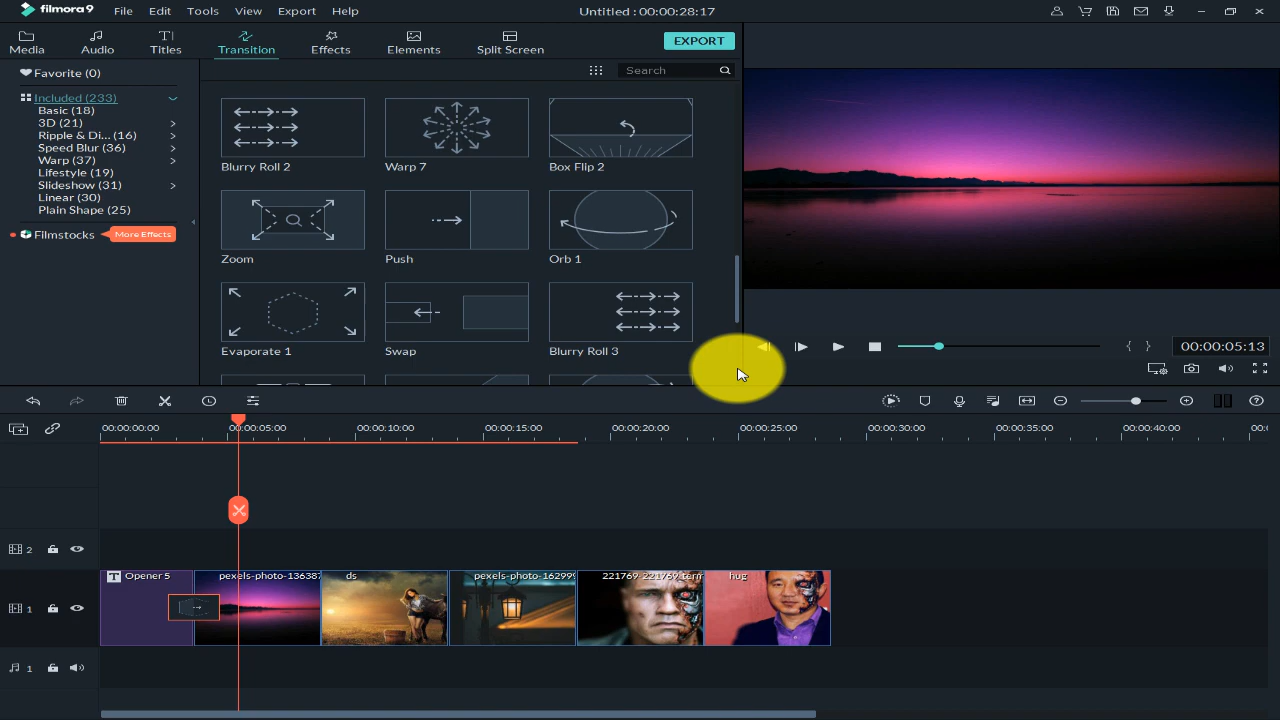 filmora9 File Edit Tools View Export Help Untitled : 00:00:28:17
Media Audio Titles Transition Effects Elements Split Screen EXPORT
Favorite (0)
Search
Included (233)
Basic (18)
3D (21)
Ripple & Di... (16)
Speed Blur (36)
Warp (37)
Lifestyle (19)
Slideshow (31)
Linear (30)
Plain Shape (25)
Filmstocks More Effects
Blurry Roll 2 Warp 7 Box Flip 2
Zoom Push Orb 1
Evaporate 1 Swap Blurry Roll 3
{ } 00:00:05:13
00:00:00:00 00:00:05:00 00:00:10:00 00:00:15:00 00:00:20:00 00:00:25:00 00:00:30:00 00:00:35:00 00:00:40:00
2
T Opener 5 pexels-photo-136387 ds pexels-photo-162999 hug
1
1